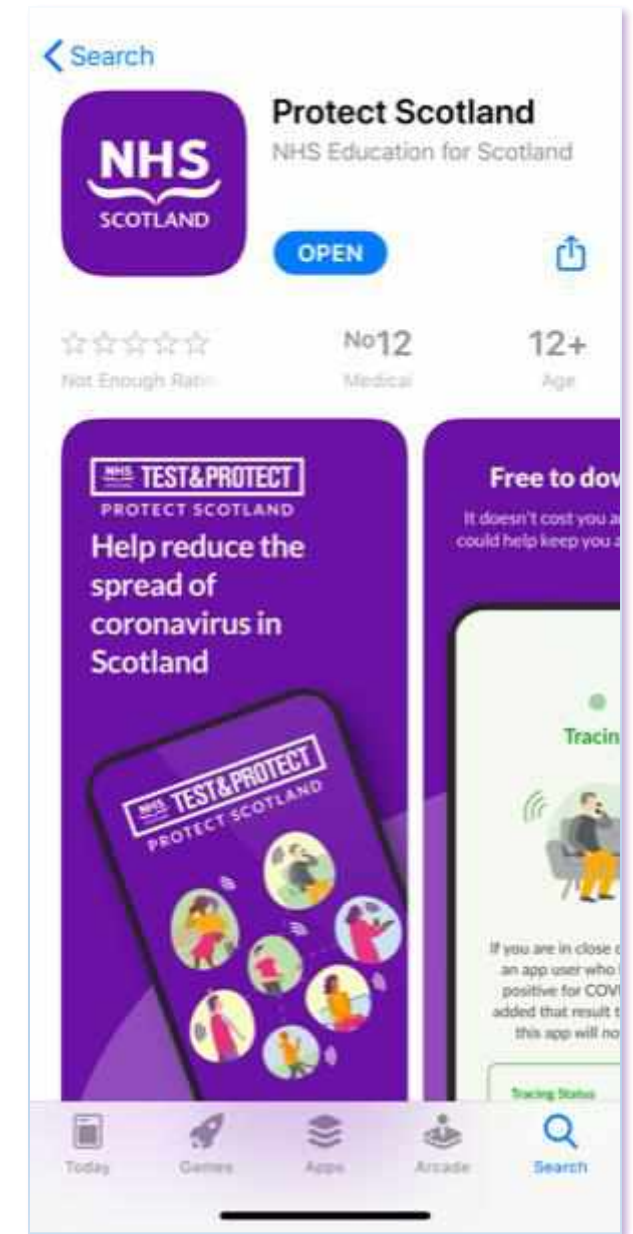 Search
Protect Scotland
NHS Education for Scotland
NHS
SCOTLAND
OPEN
No12
12+
Not Enough
Medical
Age
NHS TEST&PROTECT
PROTECT SCOTLAND
Help reduce the
spread of
coronavirus in
Scotland
NHS TEST&PROTECT
PROTECT SCOTLAND
Free to dow
It doesn't cost you a
could help keep you a
Tracin
If you are in close c
an app user who
positive for COV
added that result t
this app will no
Tracing Status
Today
Games
Apps
Arcade
Search